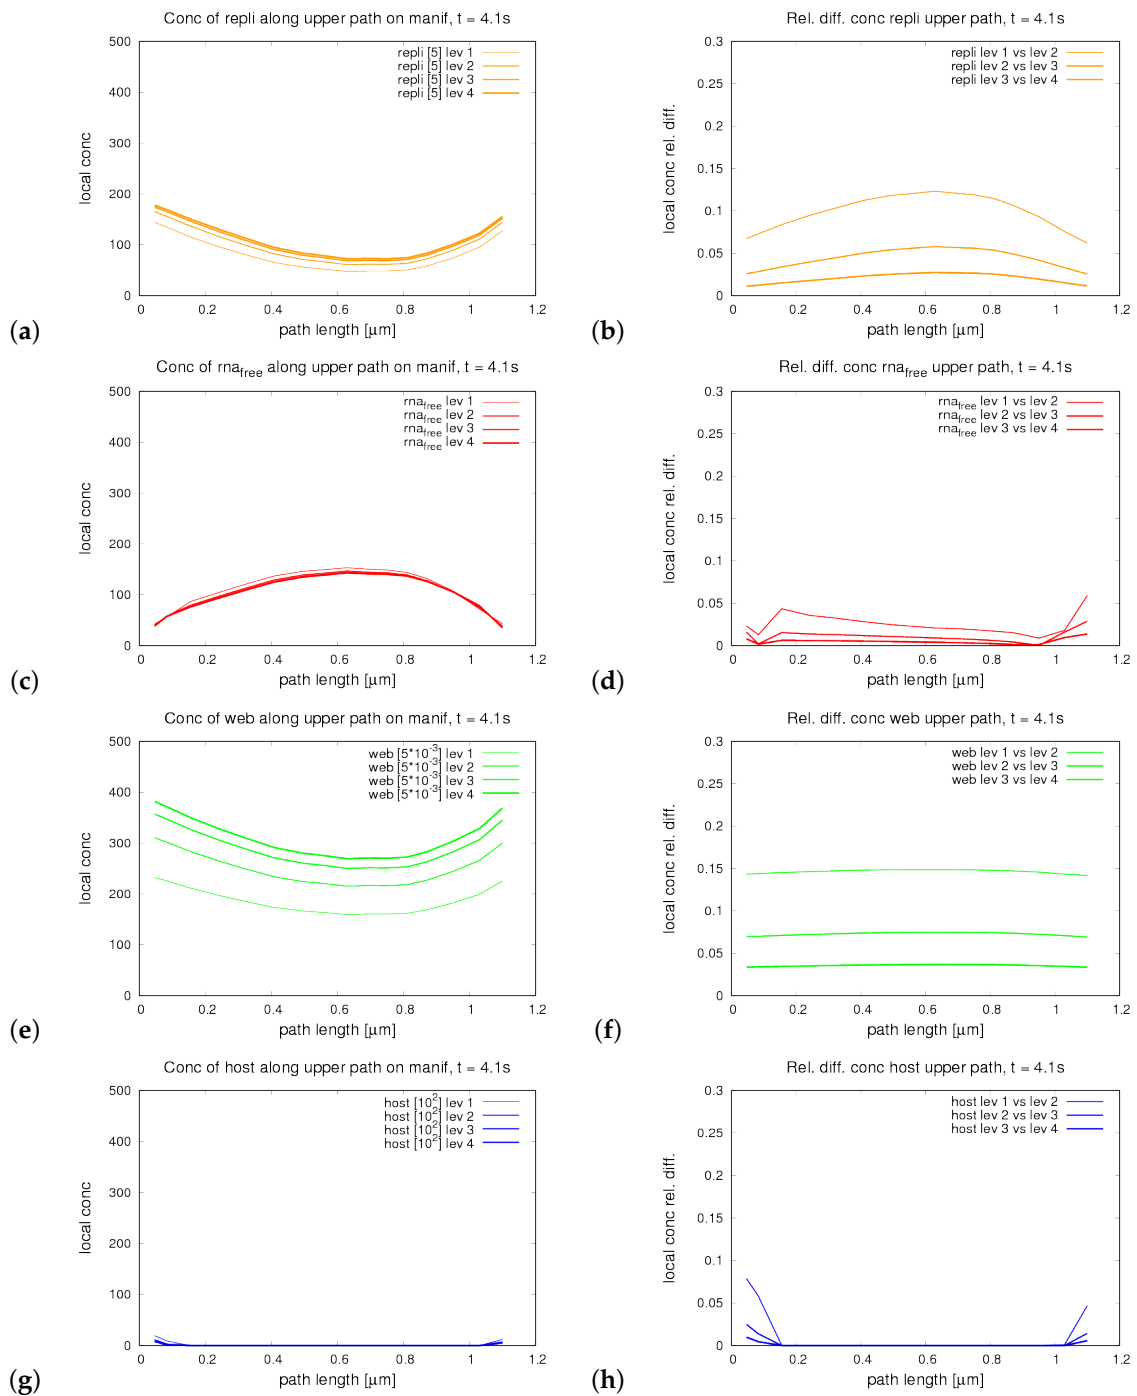 Conc of repli along upper path on manif, t = 4.1s
500
400
300
200
100
0
local conc
repli [5] lev 1
repli [5] lev 2
repli [5] lev 3
repli [5] lev 4
0 0.2 0.4 0.6 0.8 1 1.2
path length [μm]
(a)
Rel. diff. conc repli upper path, t = 4.1s
0.3
0.25
0.2
0.15
0.1
0.05
0
local conc rel. diff.
repli lev 1 vs lev 2
repli lev 2 vs lev 3
repli lev 3 vs lev 4
0 0.2 0.4 0.6 0.8 1 1.2
path length [μm]
(b)
Conc of rna_free along upper path on manif, t = 4.1s
500
400
300
200
100
0
local conc
rna_free lev 1
rna_free lev 2
rna_free lev 3
rna_free lev 4
0 0.2 0.4 0.6 0.8 1 1.2
path length [μm]
(c)
Rel. diff. conc rna_free upper path, t = 4.1s
0.3
0.25
0.2
0.15
0.1
0.05
0
local conc rel. diff.
rna_free lev 1 vs lev 2
rna_free lev 2 vs lev 3
rna_free lev 3 vs lev 4
0 0.2 0.4 0.6 0.8 1 1.2
path length [μm]
(d)
Conc of web along upper path on manif, t = 4.1s
500
400
300
200
100
0
local conc
web [5*10^-3] lev 1
web [5*10^-3] lev 2
web [5*10^-3] lev 3
web [5*10^-3] lev 4
0 0.2 0.4 0.6 0.8 1 1.2
path length [μm]
(e)
Rel. diff. conc web upper path, t = 4.1s
0.3
0.25
0.2
0.15
0.1
0.05
0
local conc rel. diff.
web lev 1 vs lev 2
web lev 2 vs lev 3
web lev 3 vs lev 4
0 0.2 0.4 0.6 0.8 1 1.2
path length [μm]
(f)
Conc of host along upper path on manif, t = 4.1s
500
400
300
200
100
0
local conc
host [10^2] lev 1
host [10^2] lev 2
host [10^2] lev 3
host [10^2] lev 4
0 0.2 0.4 0.6 0.8 1 1.2
path length [μm]
(g)
Rel. diff. conc host upper path, t = 4.1s
0.3
0.25
0.2
0.15
0.1
0.05
0
local conc rel. diff.
host lev 1 vs lev 2
host lev 2 vs lev 3
host lev 3 vs lev 4
0 0.2 0.4 0.6 0.8 1 1.2
path length [μm]
(h)